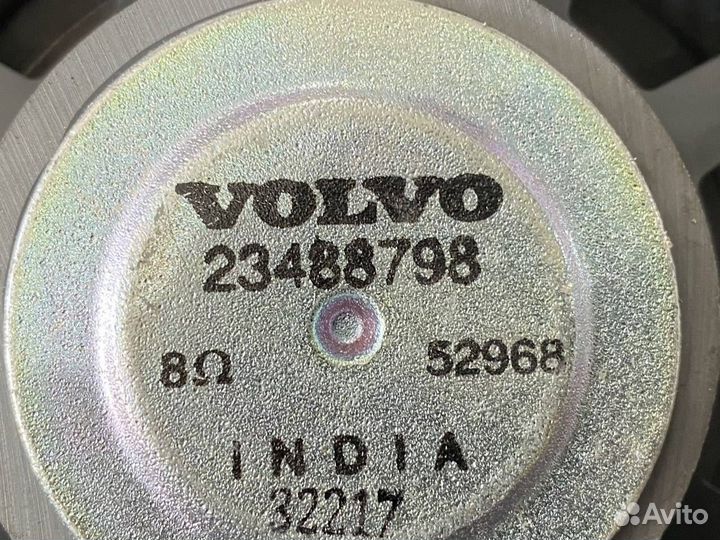 VOLVO
23488798
8Ω 52968
INDIA
32217
Avito